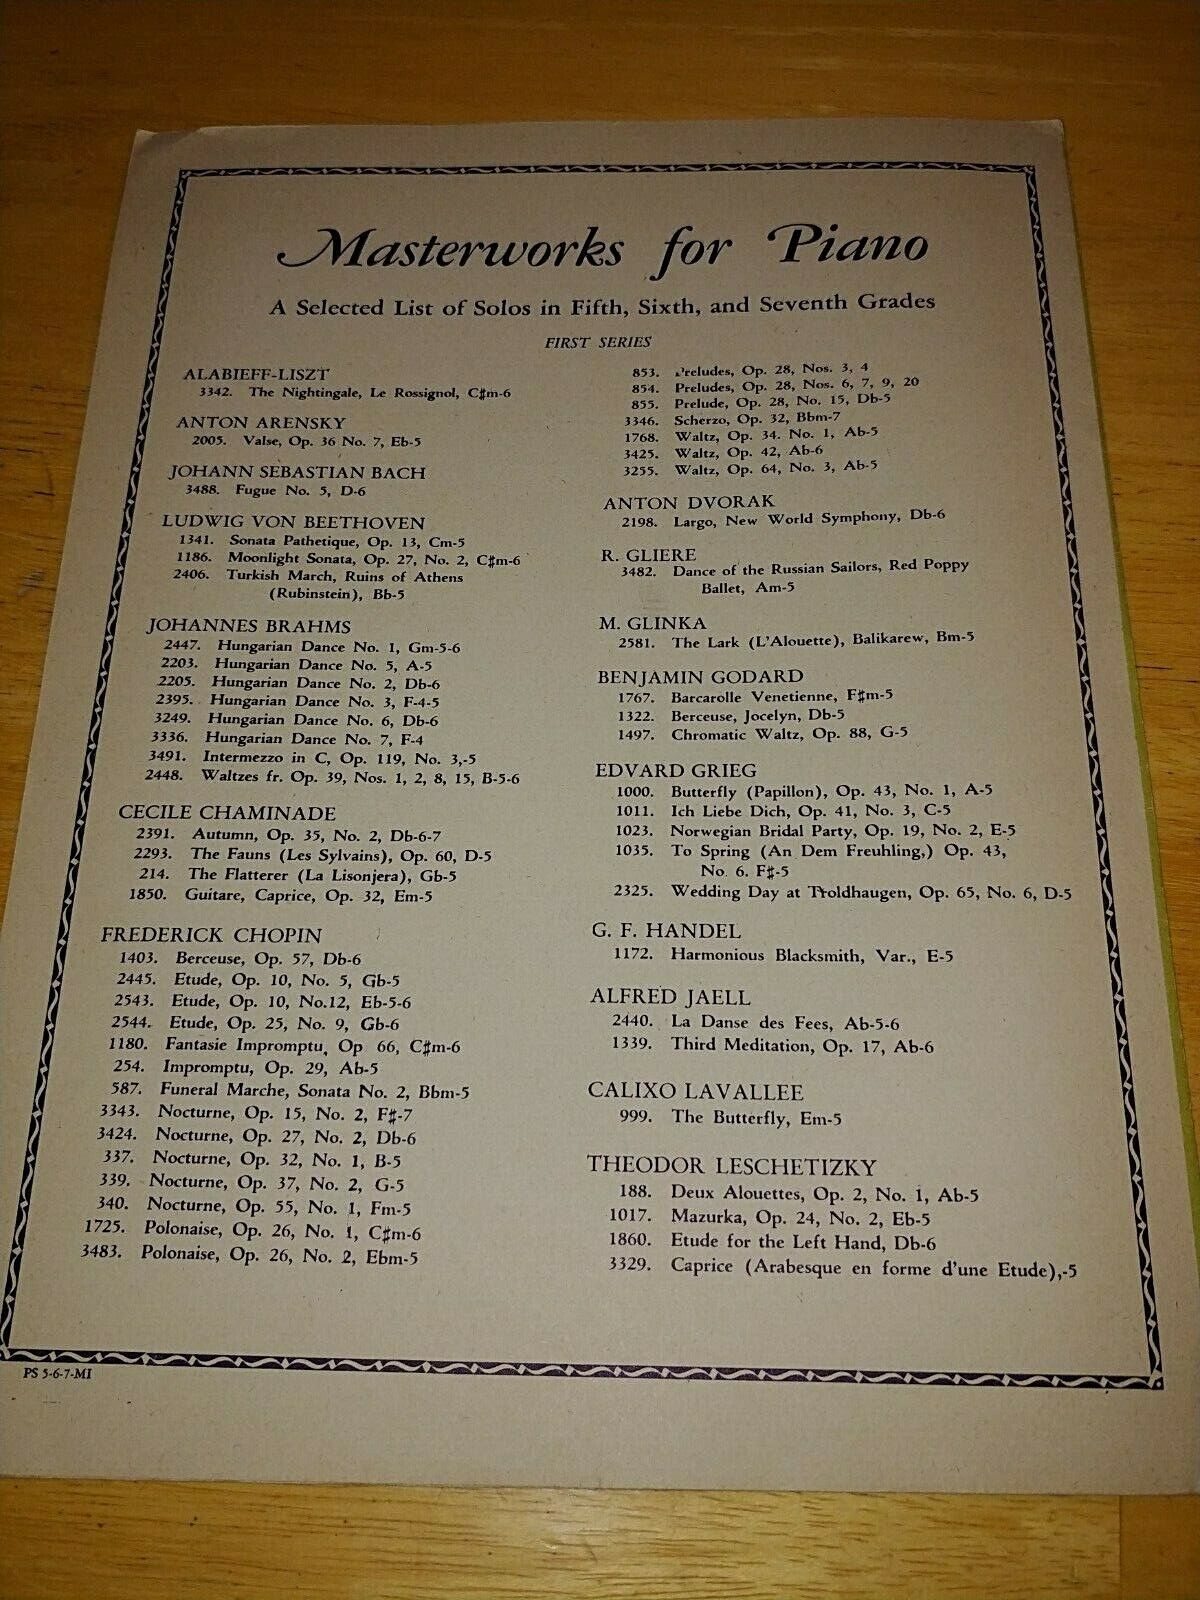 Masterworks for Piano
A Selected List of Solos in Fifth, Sixth, and Seventh Grades
FIRST SERIES
ALABIEFF-LISZT
3342. The Nightingale, Le Rossignol, C♯m-6
ANTON ARENSKY
2005. Valse, Op. 36 No. 7, Eb-5
JOHANN SEBASTIAN BACH
3488. Fugue No. 5, D-6
LUDWIG VON BEETHOVEN
1341. Sonata Pathetique, Op. 13, Cm-5
1186. Moonlight Sonata, Op. 27, No. 2, C♯m-6
2406. Turkish March, Ruins of Athens
(Rubinstein), Bb-5
JOHANNES BRAHMS
2447. Hungarian Dance No. 1, Gm-5-6
2203. Hungarian Dance No. 5, A-5
2205. Hungarian Dance No. 2, Db-6
2395. Hungarian Dance No. 3, F-4-5
3249. Hungarian Dance No. 6, Db-6
3336. Hungarian Dance No. 7, F-4
3491. Intermezzo in C, Op. 119, No. 3,-5
2448. Waltzes fr. Op. 39, Nos. 1, 2, 8, 15, B-5-6
CECILE CHAMINADE
2391. Autumn, Op. 35, No. 2, Db-6-7
2293. The Fauns (Les Sylvains), Op. 60, D-5
214. The Flatterer (La Lisonjera), Gb-5
1850. Guitare, Caprice, Op. 32, Em-5
FREDERICK CHOPIN
1403. Berceuse, Op. 57, Db-6
2445. Etude, Op. 10, No. 5, Gb-5
2543. Etude, Op. 10, No.12, Eb-5-6
2544. Etude, Op. 25, No. 9, Gb-6
1180. Fantasie Impromptu, Op 66, C♯m-6
254. Impromptu, Op. 29, Ab-5
587. Funeral Marche, Sonata No. 2, Bbm-5
3343. Nocturne, Op. 15, No. 2, F♯-7
3424. Nocturne, Op. 27, No. 2, Db-6
337. Nocturne, Op. 32, No. 1, B-5
339. Nocturne, Op. 37, No. 2, G-5
340. Nocturne, Op. 55, No. 1, Fm-5
1725. Polonaise, Op. 26, No. 1, C♯m-6
3483. Polonaise, Op. 26, No. 2, Ebm-5
853. Preludes, Op. 28, Nos. 3, 4
854. Preludes, Op. 28, Nos. 6, 7, 9, 20
855. Prelude, Op. 28, No. 15, Db-5
3346. Scherzo, Op. 32, Bbm-7
1768. Waltz, Op. 34. No. 1, Ab-5
3425. Waltz, Op. 42, Ab-6
3255. Waltz, Op. 64, No. 3, Ab-5
ANTON DVORAK
2198. Largo, New World Symphony, Db-6
R. GLIERE
3482. Dance of the Russian Sailors, Red Poppy
Ballet, Am-5
M. GLINKA
2581. The Lark (L'Alouette), Balikarew, Bm-5
BENJAMIN GODARD
1767. Barcarolle Venetienne, F♯m-5
1322. Berceuse, Jocelyn, Db-5
1497. Chromatic Waltz, Op. 88, G-5
EDVARD GRIEG
1000. Butterfly (Papillon), Op. 43, No. 1, A-5
1011. Ich Liebe Dich, Op. 41, No. 3, C-5
1023. Norwegian Bridal Party, Op. 19, No. 2, E-5
1035. To Spring (An Dem Freuhling,) Op. 43,
No. 6. F♯-5
2325. Wedding Day at Troldhaugen, Op. 65, No. 6, D-5
G. F. HANDEL
1172. Harmonious Blacksmith, Var., E-5
ALFRED JAELL
2440. La Danse des Fees, Ab-5-6
1339. Third Meditation, Op. 17, Ab-6
CALIXO LAVALLEE
999. The Butterfly, Em-5
THEODOR LESCHETIZKY
188. Deux Alouettes, Op. 2, No. 1, Ab-5
1017. Mazurka, Op. 24, No. 2, Eb-5
1860. Etude for the Left Hand, Db-6
3329. Caprice (Arabesque en forme d'une Etude),-5
PS 5-6-7-MI